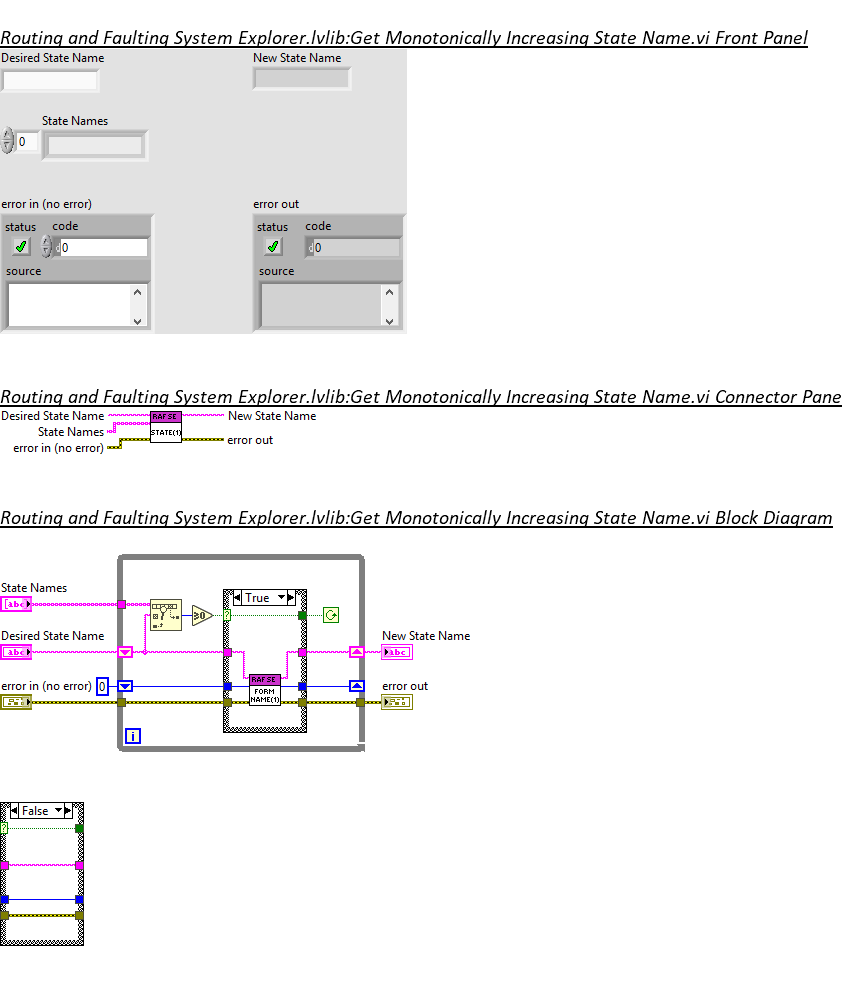 Routing and Faulting System Explorer.lvlib:Get Monotonically Increasing State Name.vi Front Panel
Desired State Name New State Name
State Names
0
error in (no error) error out
status code status code
d0 d0
source source
Routing and Faulting System Explorer.lvlib:Get Monotonically Increasing State Name.vi Connector Pane
Desired State Name RAFSE New State Name
State Names STATE(1)
error in (no error) error out
Routing and Faulting System Explorer.lvlib:Get Monotonically Increasing State Name.vi Block Diagram
State Names True
[abc] ≥0 ?
Desired State Name New State Name
abc abc
error in (no error) 0 RAFSE error out
FORM
NAME(1)
i
False
?